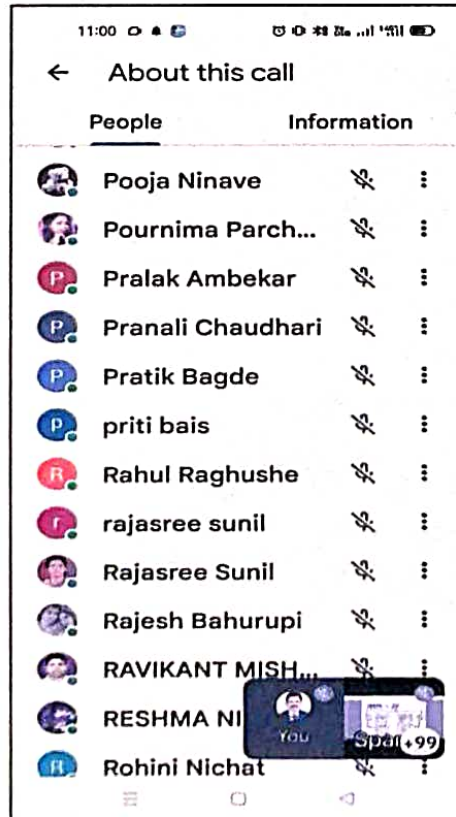 11:00
← About this call
People Information
Pooja Ninave
Pournima Parch...
P Pralak Ambekar
P Pranali Chaudhari
P Pratik Bagde
P priti bais
R Rahul Raghushe
r rajasree sunil
Rajasree Sunil
Rajesh Bahurupi
RAVIKANT MISH...
RESHMA NI
You
+99
R Rohini Nichat